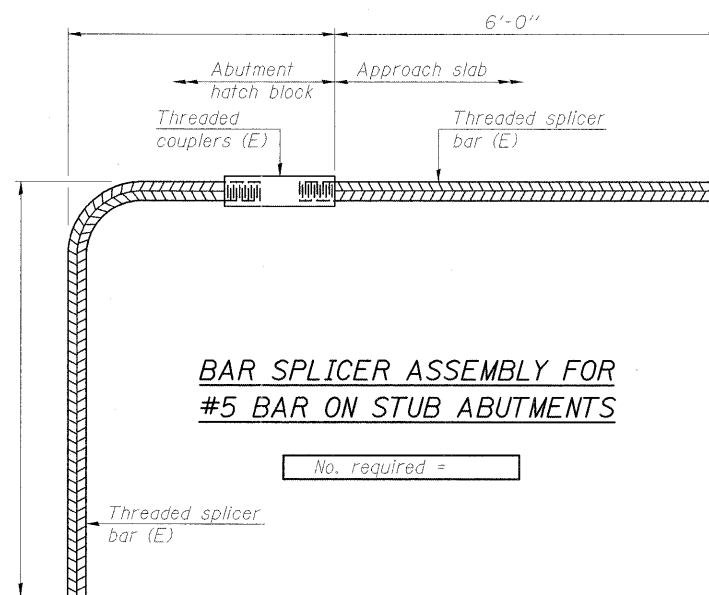 6'-0"
Abutment
hatch block
Approach slab
Threaded
couplers (E)
Threaded splicer
bar (E)
BAR SPLICER ASSEMBLY FOR
#5 BAR ON STUB ABUTMENTS
No. required =
Threaded splicer
bar (E)